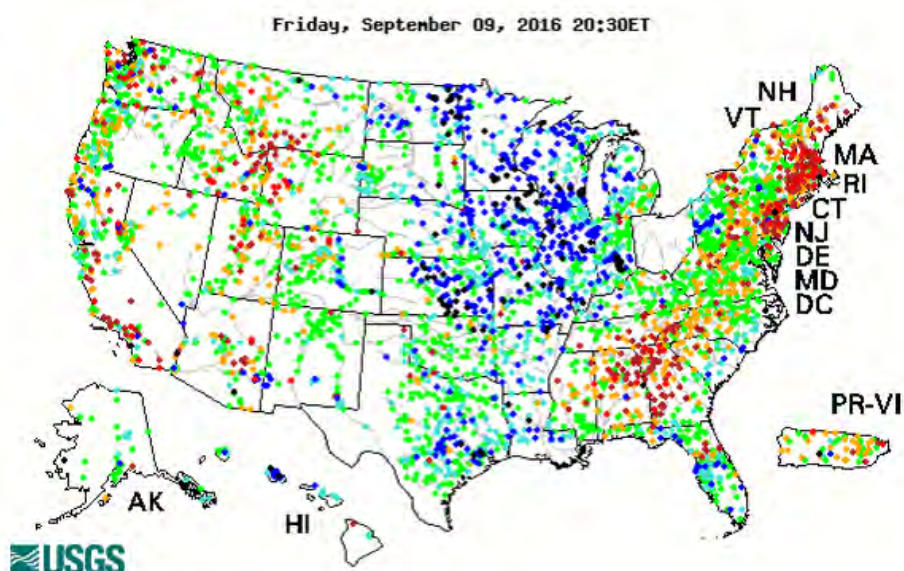 Friday, September 09, 2016 20:30ET
NH
VT
MA
RI
CT
NJ
DE
MD
DC
PR-VI
AK
HI
USGS